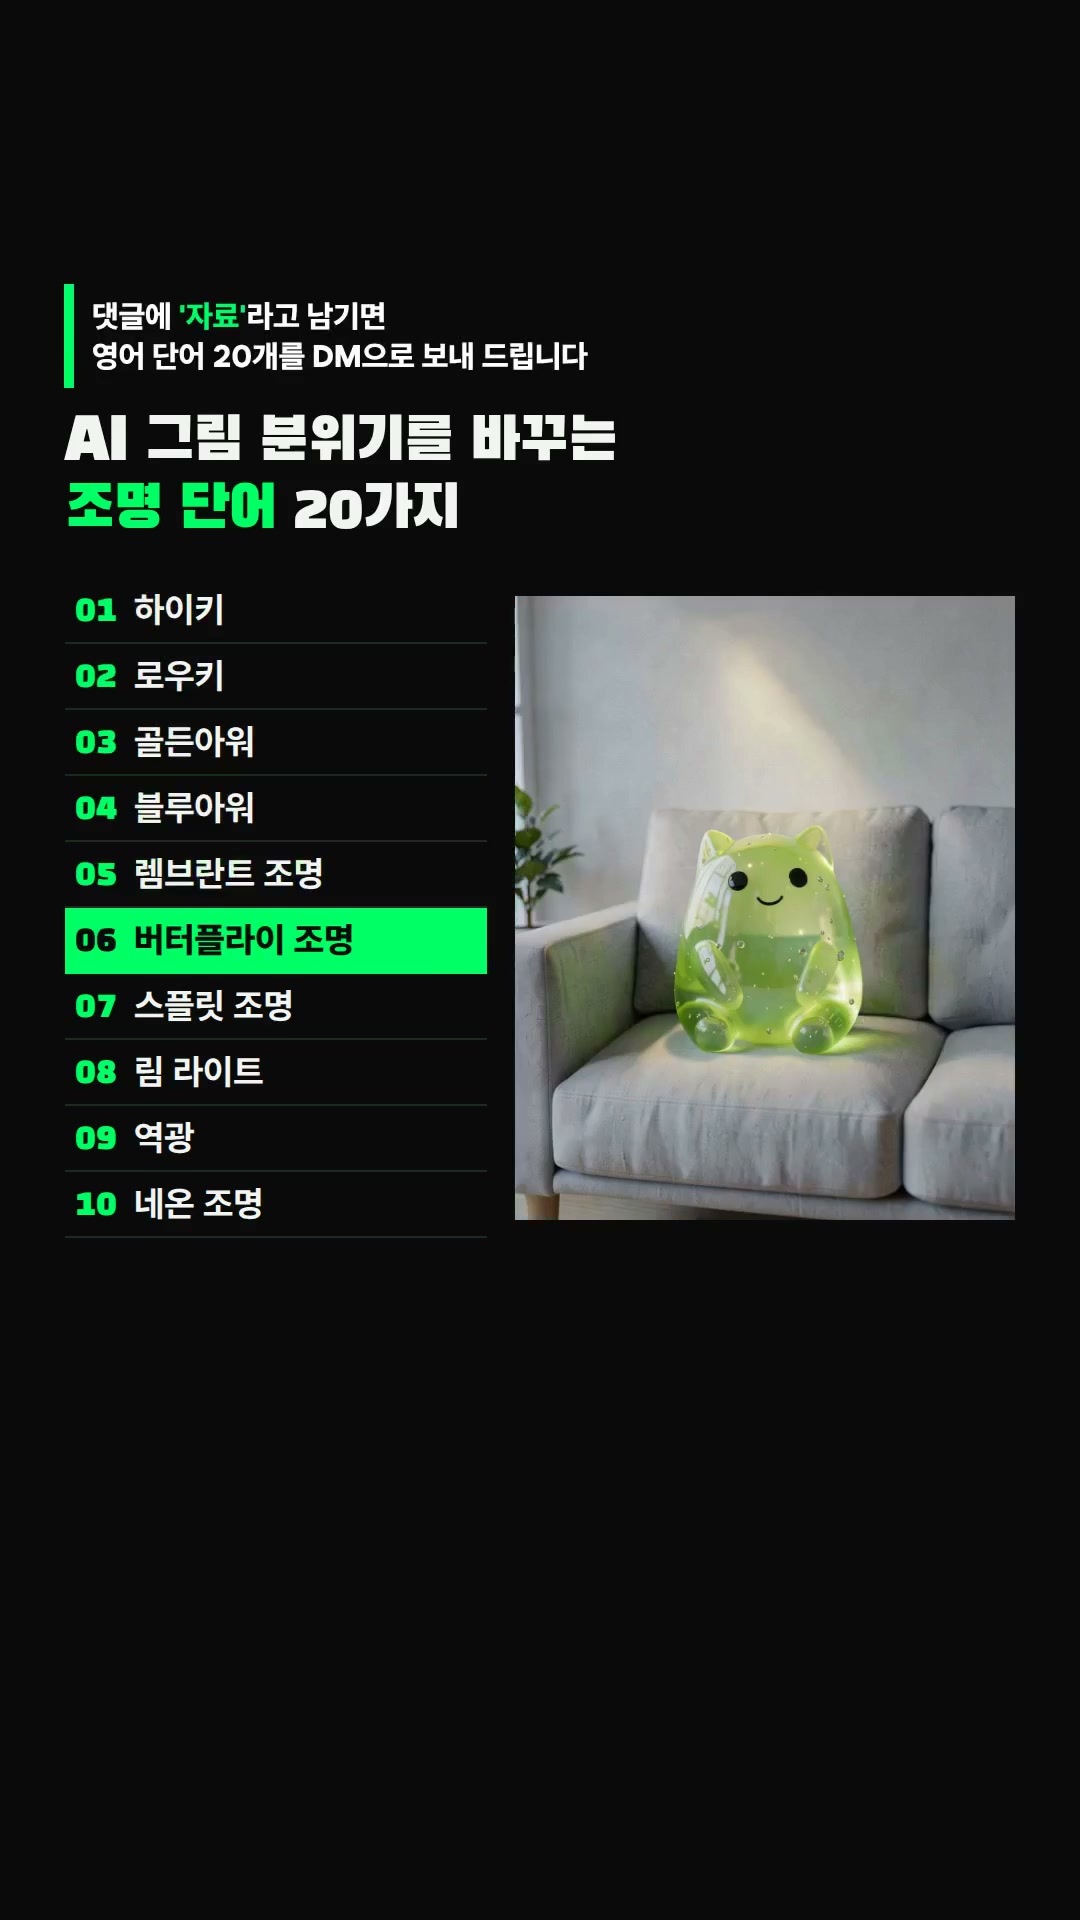 댓글에 '자료'라고 남기면
영어 단어 20개를 DM으로 보내 드립니다
AI 그림 분위기를 바꾸는
조명 단어 20가지
01 하이키
02 로우키
03 골든아워
04 블루아워
05 렘브란트 조명
06 버터플라이 조명
07 스플릿 조명
08 림 라이트
09 역광
10 네온 조명